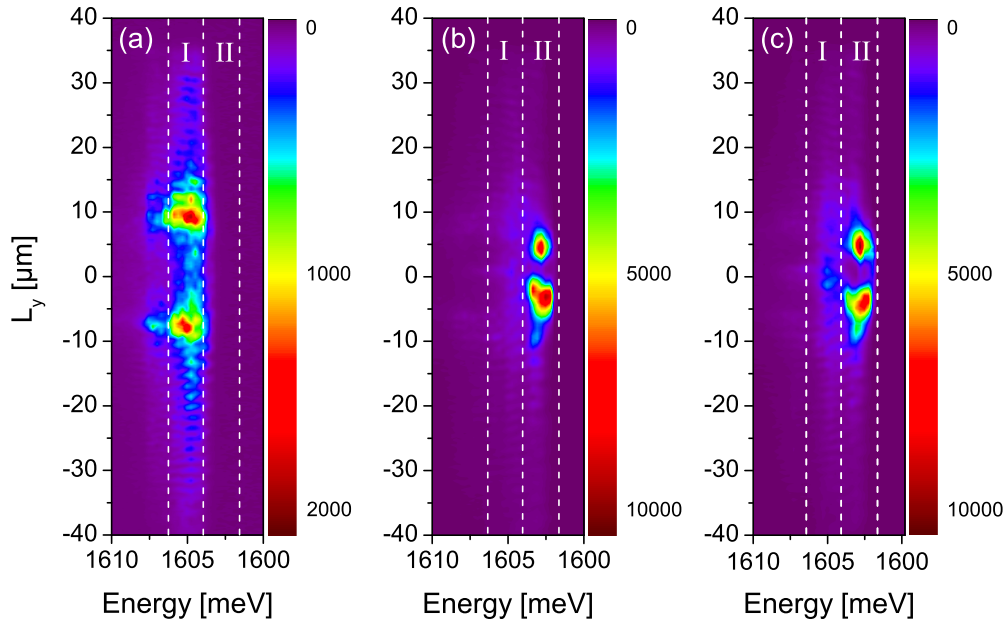 40 (a) I II 0 40 (b) I II 0 40 (c) I II 0
30 30 30
20 20 20
10 10 10
L_y [μm] 0 1000 0 5000 0 5000
-10 -10 -10
-20 -20 -20
-30 -30 -30
40 2000 -40 10000 -40 10000
1610 1605 1600 1610 1605 1600 1610 1605 1600
Energy [meV] Energy [meV] Energy [meV]